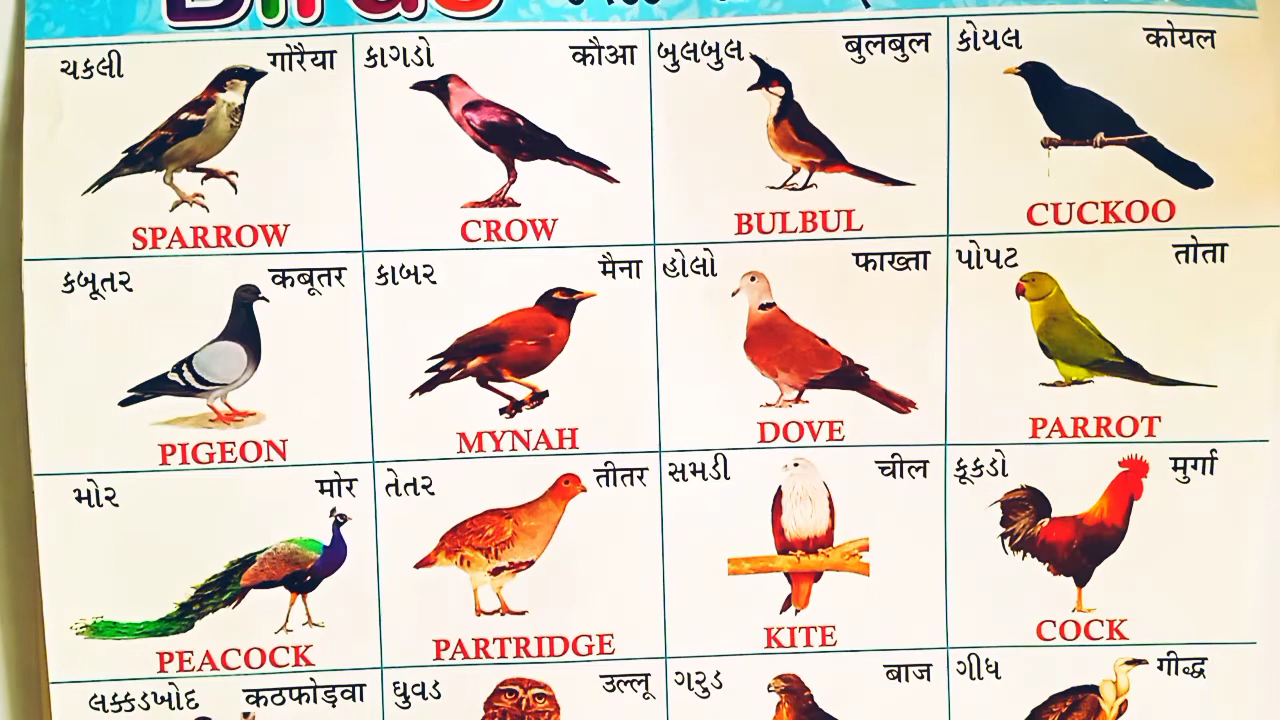 Birds
ચકલી गोरैया કાગડો कौआ બુલબુલ बुलबुल કોયલ कोयल
SPARROW CROW BULBUL CUCKOO
કબૂતર कबूतर કાબર मैना હોલો फाख्ता પોપટ तोता
PIGEON MYNAH DOVE PARROT
મોર मोर તેતર तीतर સમડી चील કૂકડો मुर्गा
PEACOCK PARTRIDGE KITE COCK
લક્કડખોદ कठफोड़वा ઘુવડ उल्लू ગરુડ बाज ગીધ गीद्ध